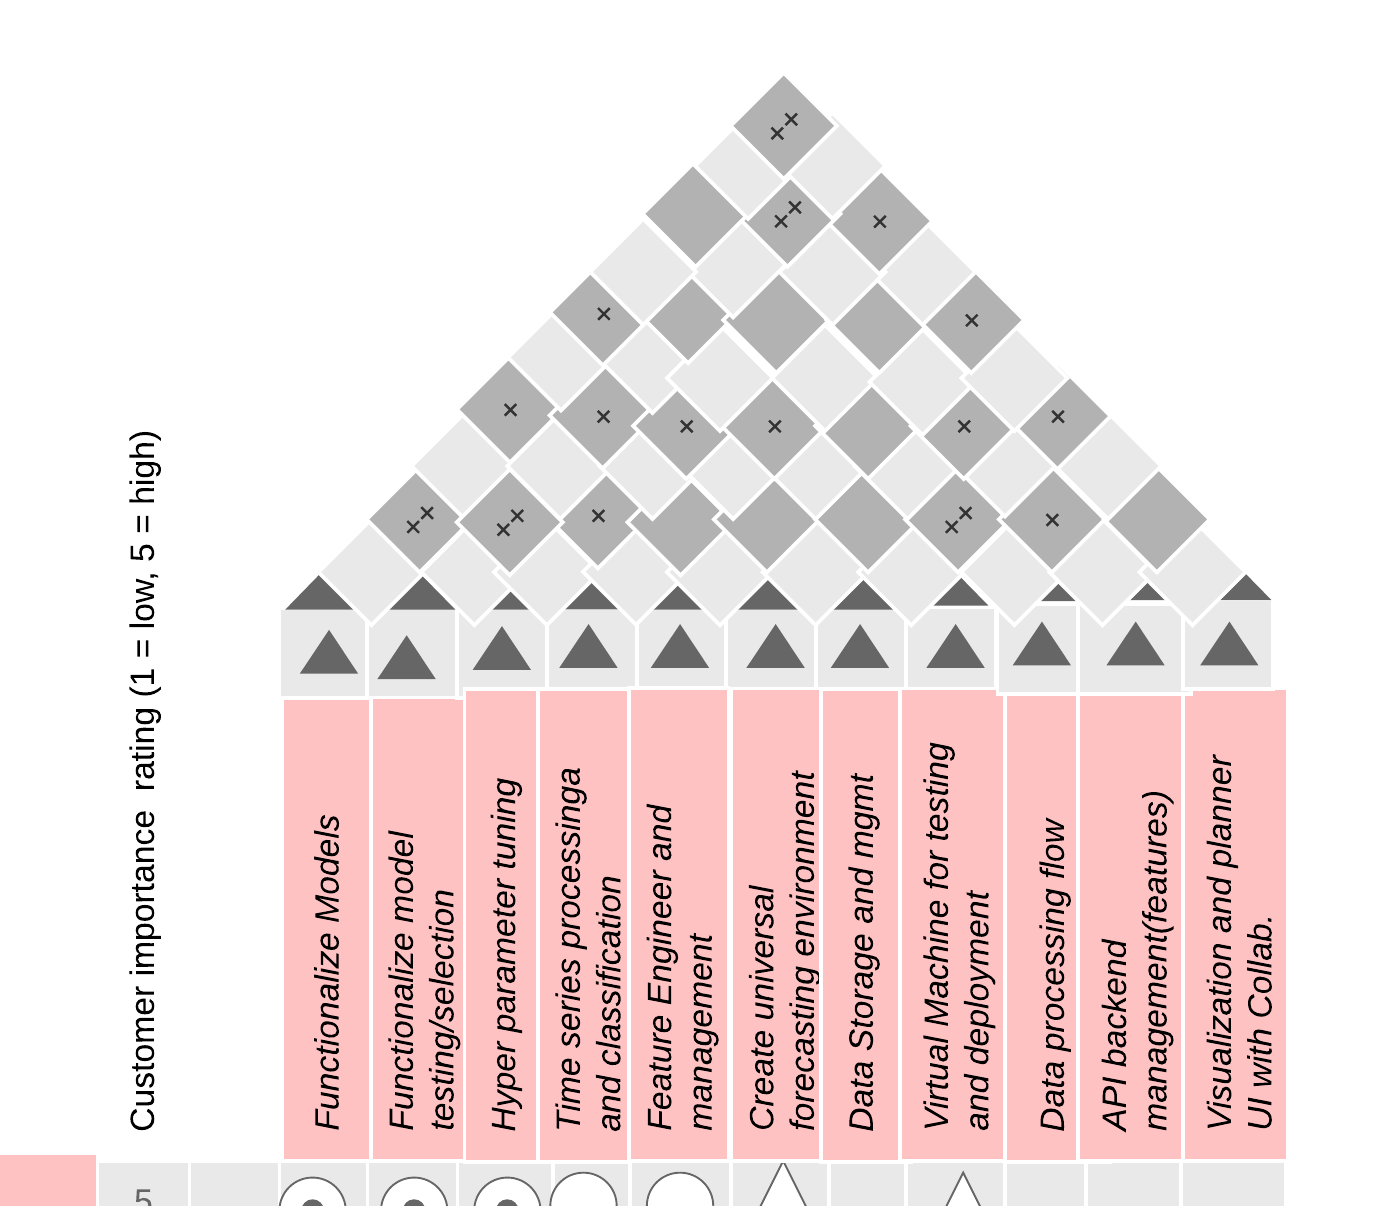 Customer importance  rating (1 = low, 5 = high)
Functionalize Models
Functionalize model
testing/selection
Hyper parameter tuning
Time series processinga
and classification
Feature Engineer and
management
Create universal
forecasting environment
Data Storage and mgmt
Virtual Machine for testing
and deployment
Data processing flow
API backend
management(features)
Visualization and planner
UI with Collab.
5